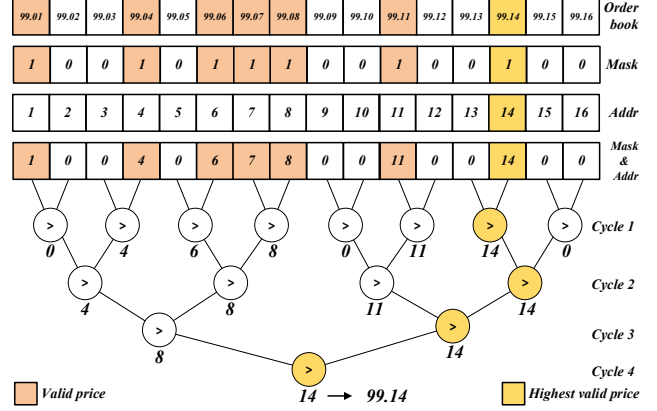 99.01 99.02 99.03 99.04 99.05 99.06 99.07 99.08 99.09 99.10 99.11 99.12 99.13 99.14 99.15 99.16 Order book
1 0 0 1 0 1 1 1 0 0 1 0 0 1 0 0 Mask
1 2 3 4 5 6 7 8 9 10 11 12 13 14 15 16 Addr
1 0 0 4 0 6 7 8 0 0 11 0 0 14 0 0 Mask & Addr
> > > > > > > > Cycle 1
0 4 6 8 0 11 14 0
> > > > Cycle 2
4 8 11 14
> > Cycle 3
8 14
> Cycle 4
14 → 99.14
Valid price
Highest valid price